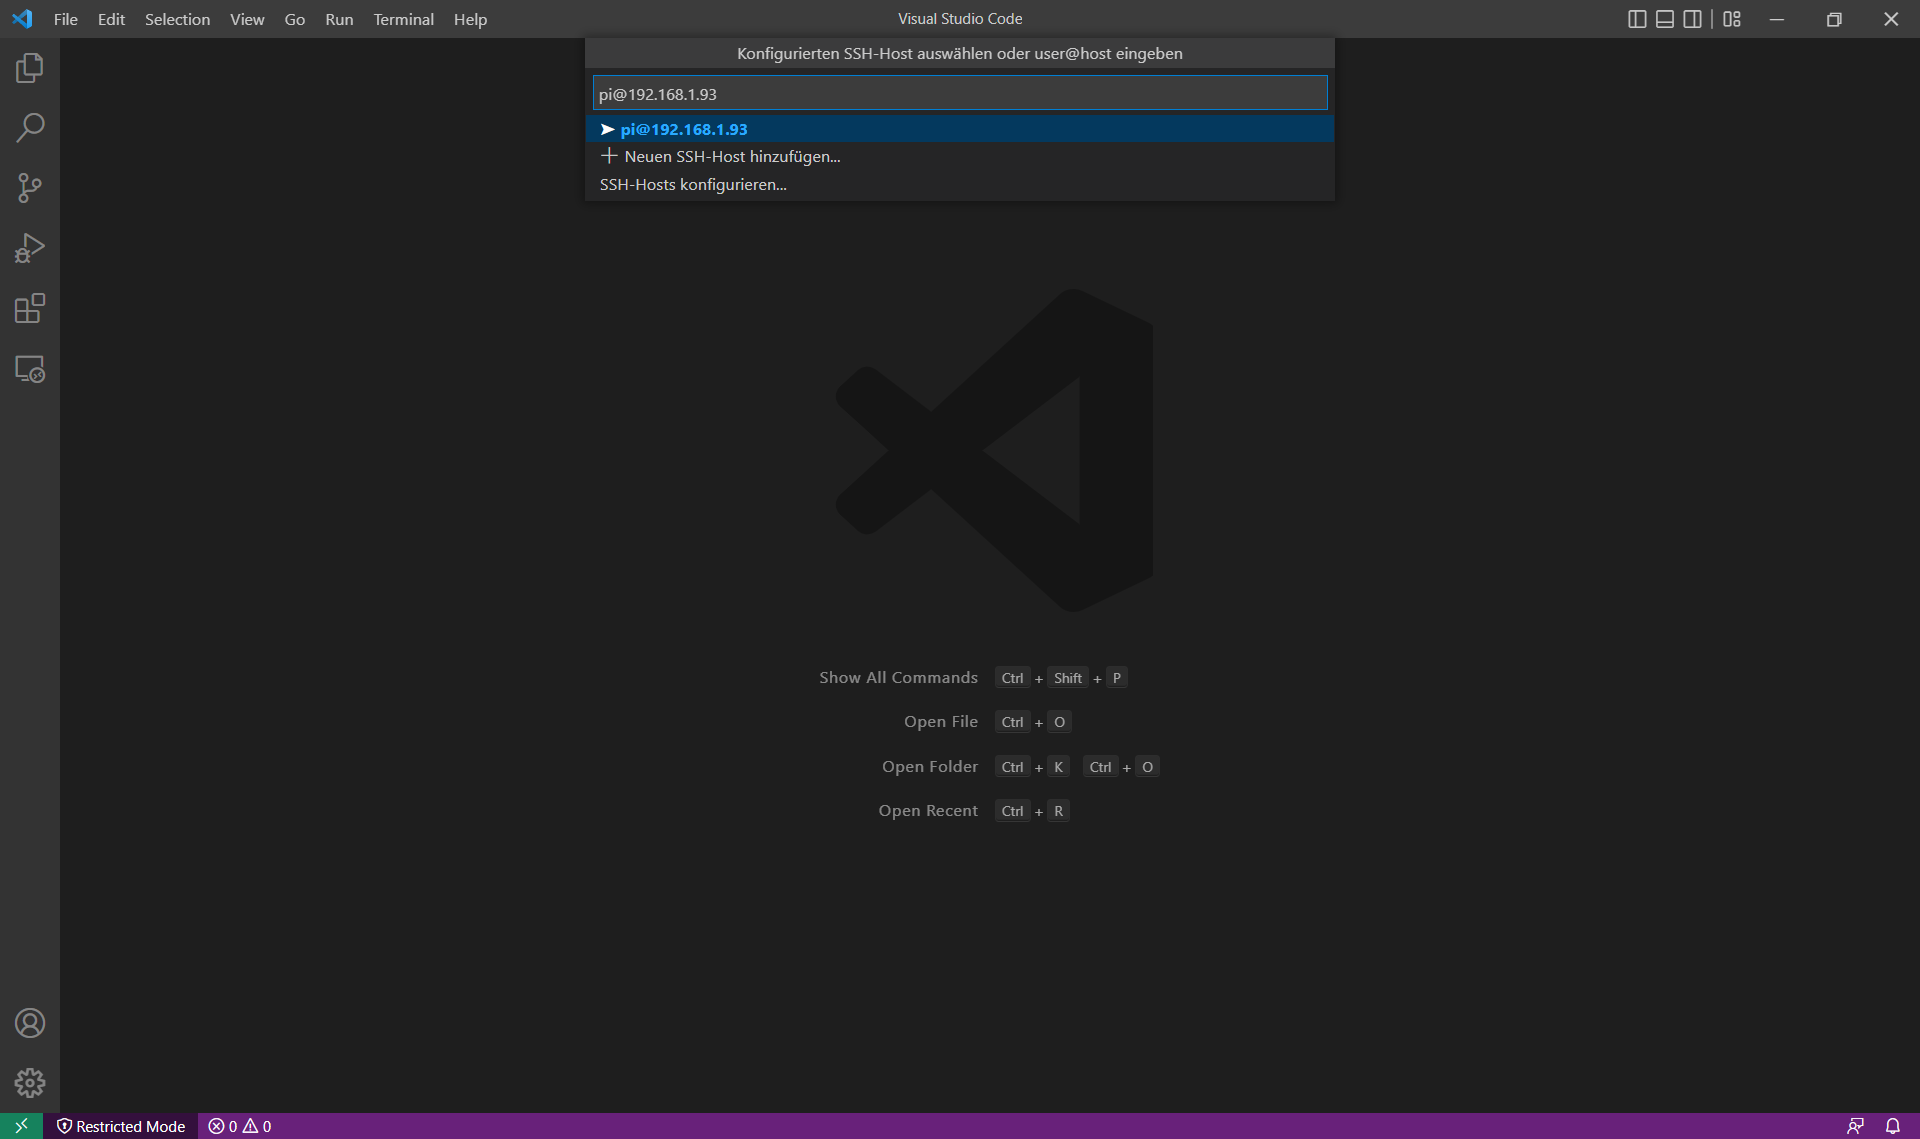 File Edit Selection View Go Run Terminal Help
Visual Studio Code
Konfigurierten SSH-Host auswählen oder user@host eingeben
pi@192.168.1.93
pi@192.168.1.93
Neuen SSH-Host hinzufügen...
SSH-Hosts konfigurieren...
Show All Commands Ctrl + Shift + P
Open File Ctrl + O
Open Folder Ctrl + K Ctrl + O
Open Recent Ctrl + R
Restricted Mode 0 0